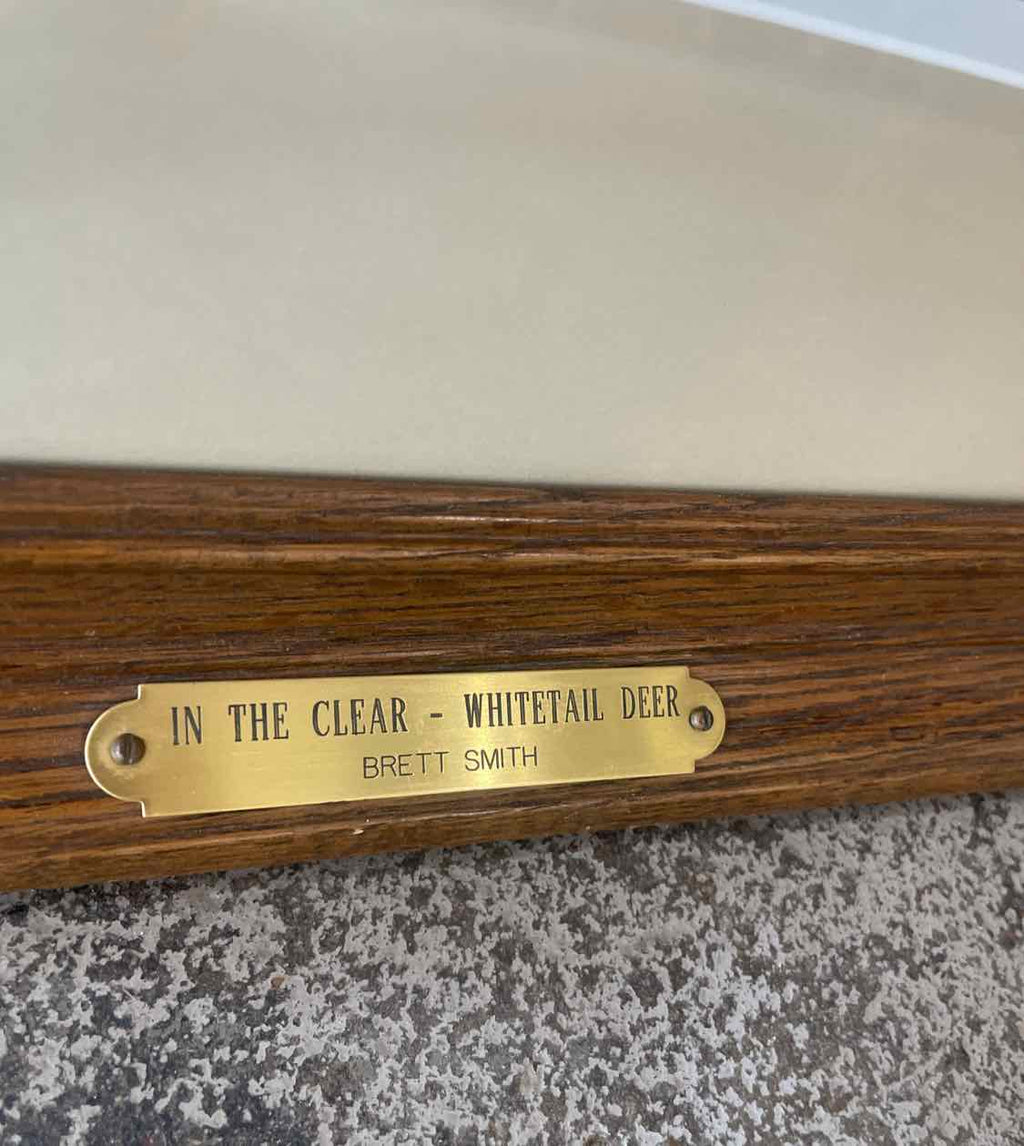 IN THE CLEAR - WHITETAIL DEER
BRETT SMITH